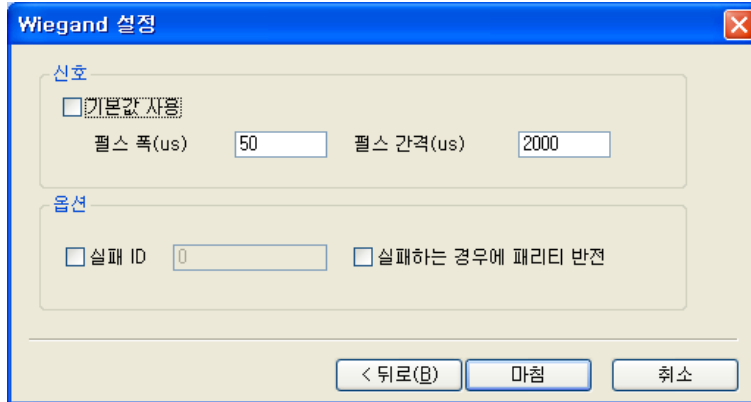 Wiegand 설정
신호
기본값 사용
펄스 폭(us) 50 펄스 간격(us) 2000
옵션
실패 ID 0 실패하는 경우에 패리티 반전
< 뒤로(B) 마침 취소